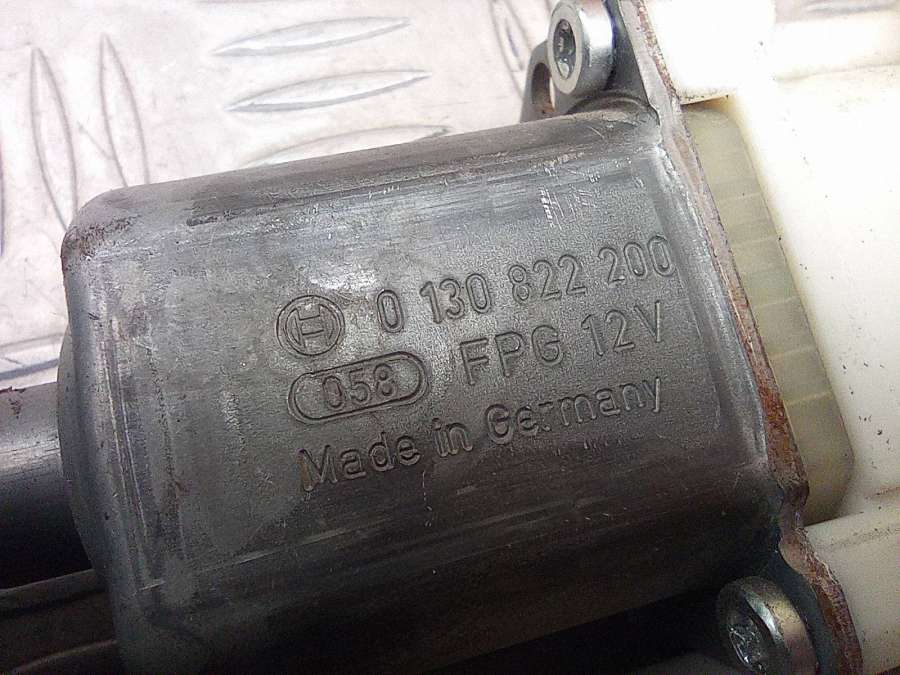 0 130 822 200
058 FPG 12V
Made in Germany